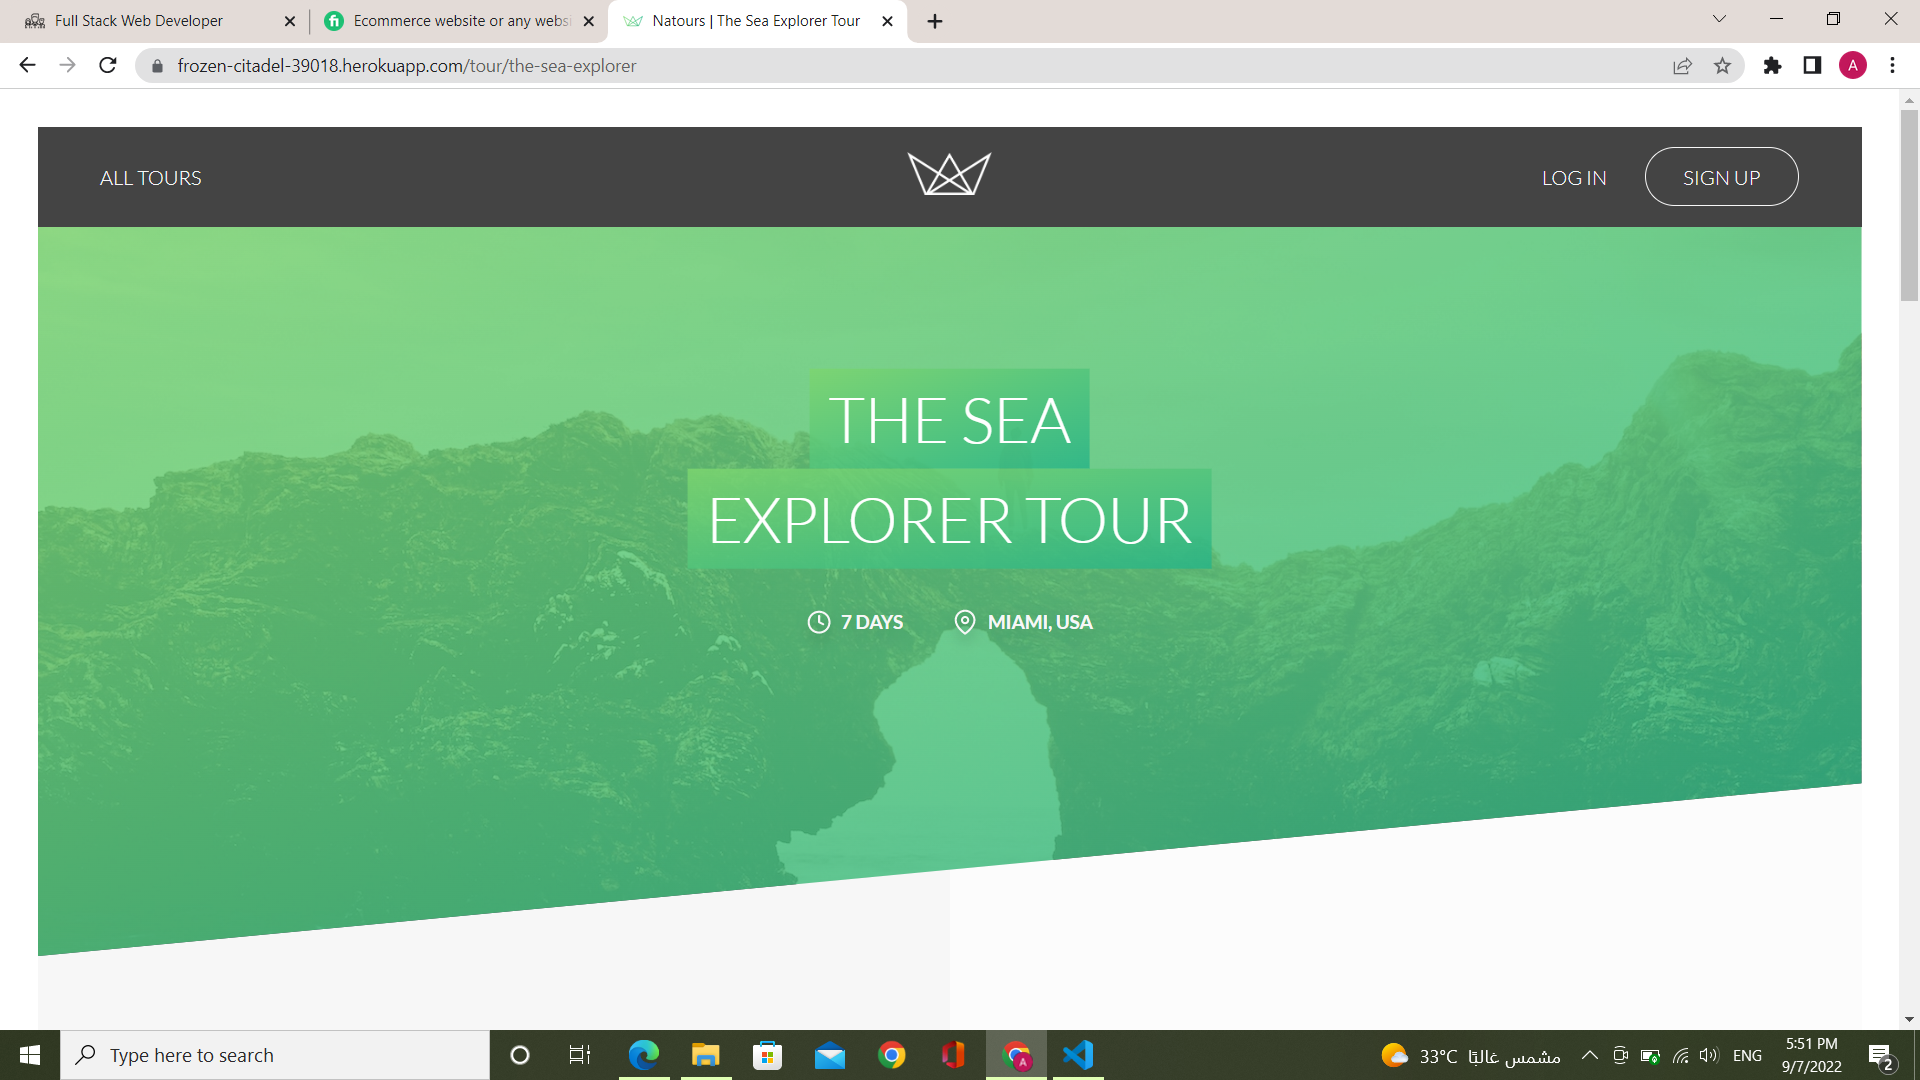 Full Stack Web Developer
Ecommerce website or any websi
Natours | The Sea Explorer Tour
frozen-citadel-39018.herokuapp.com/tour/the-sea-explorer
A
ALL TOURS
LOG IN
SIGN UP
THE SEA
EXPLORER TOUR
7 DAYS
MIAMI, USA
Type here to search
33°C مشمس غالبًا
ENG
5:51 PM
9/7/2022
2